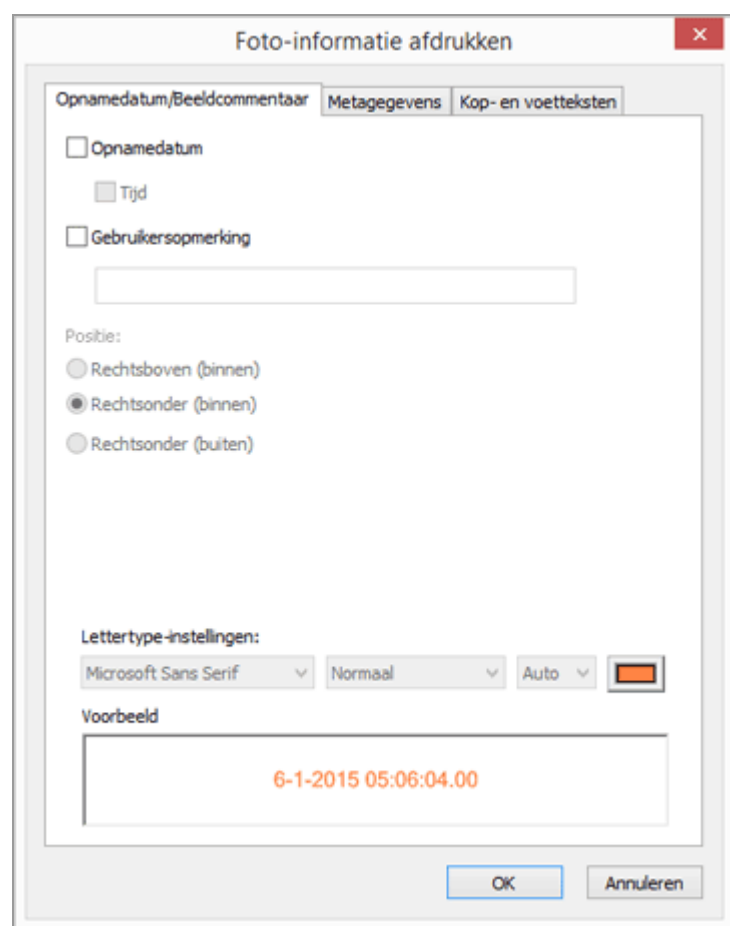 Foto-informatie afdrukken
Opnamedatum/Beeldcommentaar Metagegevens Kop- en voetteksten
Opnamedatum
Tijd
Gebruikersopmerking
Positie:
Rechtsboven (binnen)
Rechtsonder (binnen)
Rechtsonder (buiten)
Lettertype-instellingen:
Microsoft Sans Serif Normaal Auto
Voorbeeld
6-1-2015 05:06:04.00
OK Annuleren